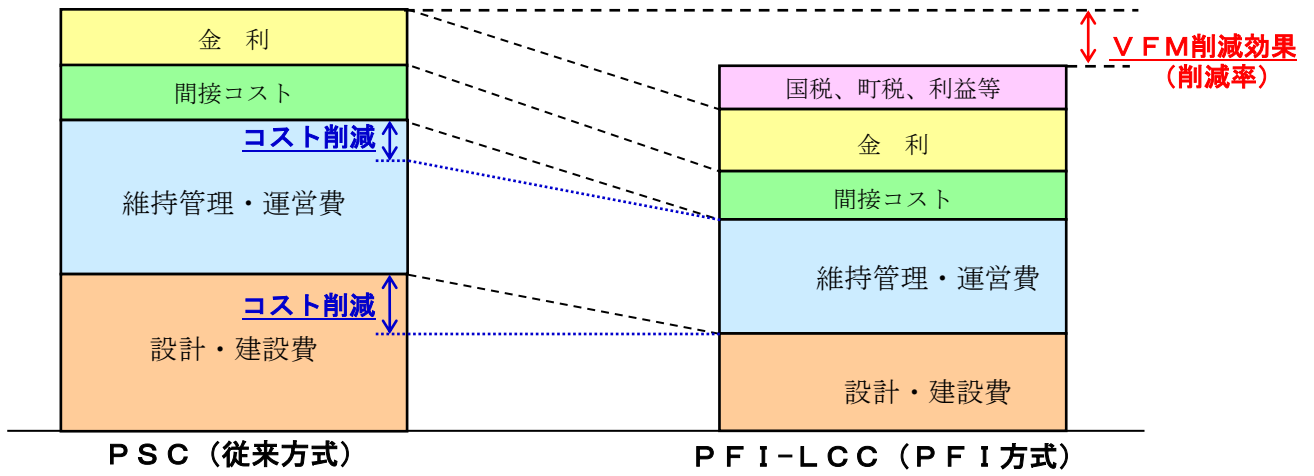 金　利
間接コスト
コスト削減
維持管理・運営費
コスト削減
設計・建設費
ＰＳＣ（従来方式）
ＶＦＭ削減効果
（削減率）
国税、町税、利益等
金　利
間接コスト
維持管理・運営費
設計・建設費
ＰＦＩ-ＬＣＣ（ＰＦＩ方式）